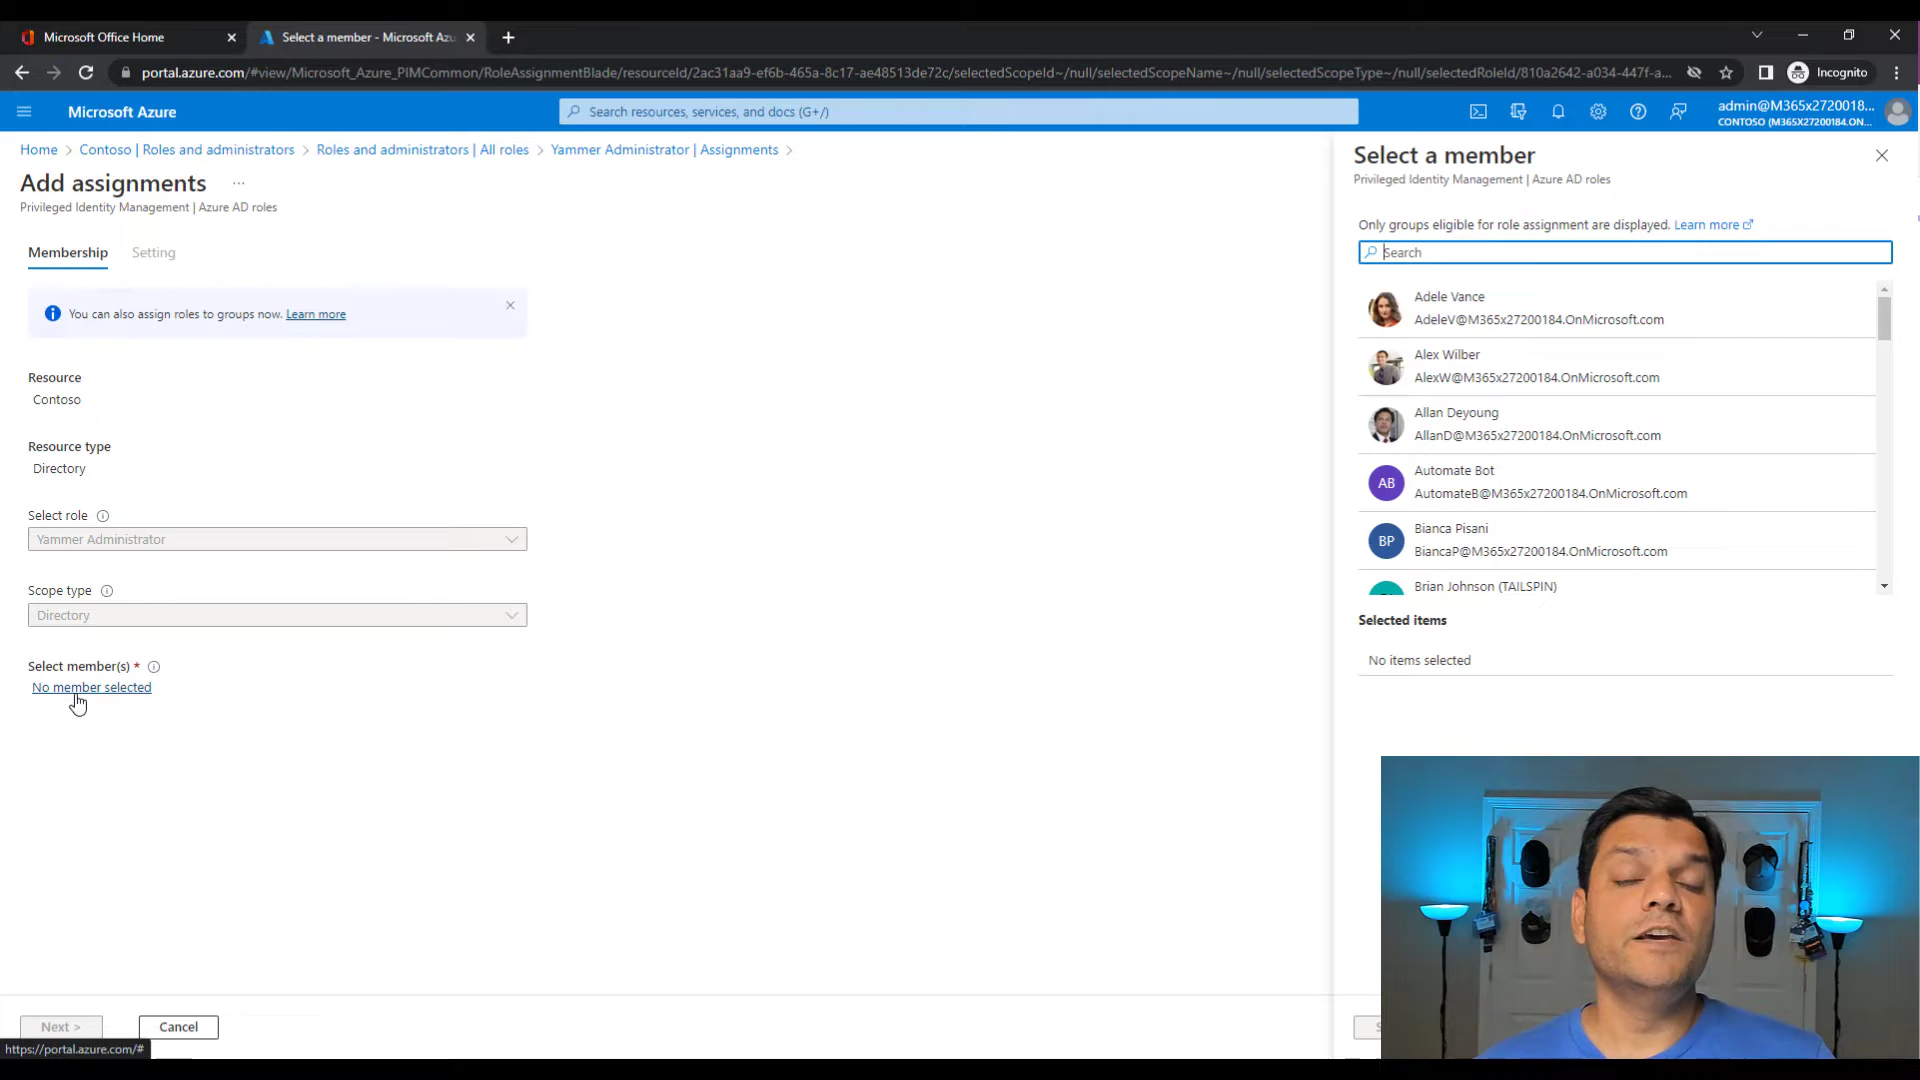 Microsoft Office Home
Select a member - Microsoft Azu
portal.azure.com/#view/Microsoft_Azure_PIMCommon/RoleAssignmentBlade/resourceId/2ac31aa9-ef6b-465a-8c17-ae48513de72c/selectedScopeId~/null/selectedScopeName~/null/selectedScopeType~/null/selectedRoleId/810a2642-a034-447f-a...
Incognito
Microsoft Azure
Search resources, services, and docs (G+/)
admin@M365x2720018...
CONTOSO (M365X27200184.ON...
Home > Contoso | Roles and administrators > Roles and administrators | All roles > Yammer Administrator | Assignments >
Add assignments ...
Privileged Identity Management | Azure AD roles
Membership
Setting
You can also assign roles to groups now. Learn more
Resource
Contoso
Resource type
Directory
Select role
Yammer Administrator
Scope type
Directory
Select member(s) *
No member selected
Next >
Cancel
https://portal.azure.com/#
Select a member
Privileged Identity Management | Azure AD roles
Only groups eligible for role assignment are displayed. Learn more
Search
Adele Vance
AdeleV@M365x27200184.OnMicrosoft.com
Alex Wilber
AlexW@M365x27200184.OnMicrosoft.com
Allan Deyoung
AllanD@M365x27200184.OnMicrosoft.com
AB
Automate Bot
AutomateB@M365x27200184.OnMicrosoft.com
BP
Bianca Pisani
BiancaP@M365x27200184.OnMicrosoft.com
Brian Johnson (TAILSPIN)
Selected items
No items selected